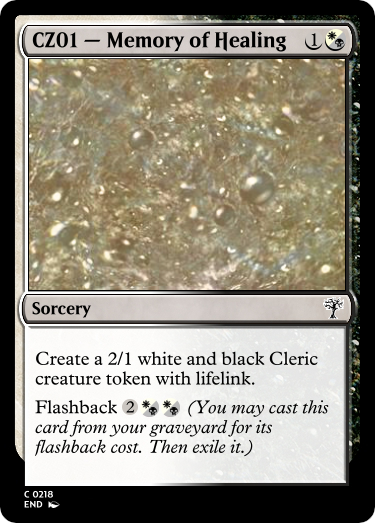 CZ01 — Memory of Healing 1
Sorcery
Create a 2/1 white and black Cleric
creature token with lifelink.
Flashback 2 (You may cast this
card from your graveyard for its
flashback cost. Then exile it.)
C 0218
END